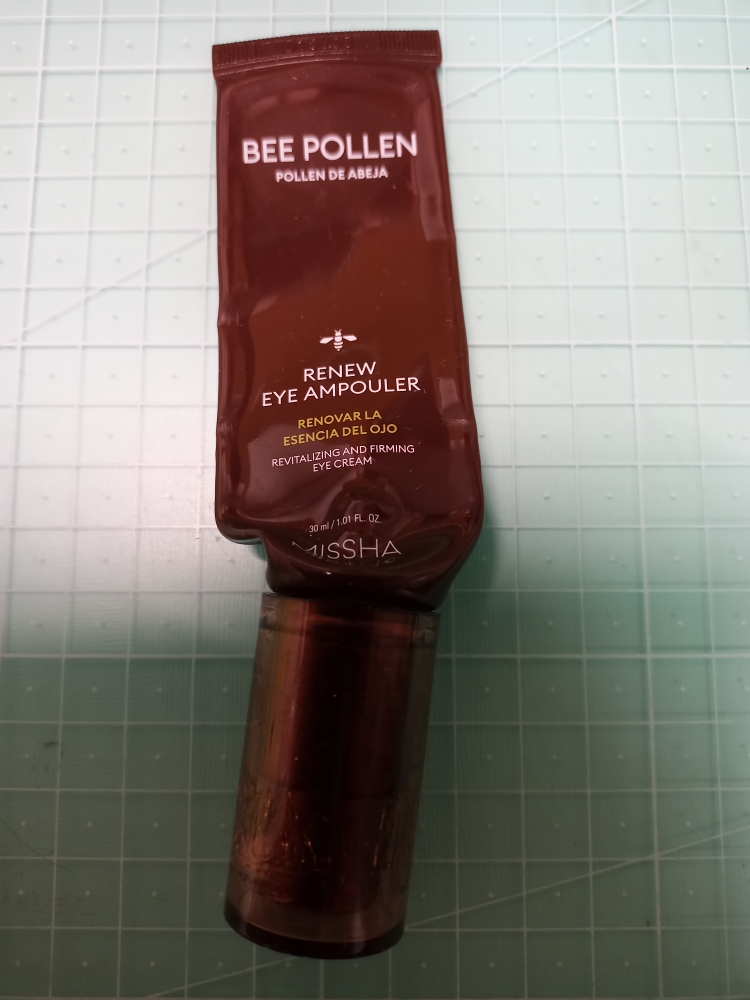 BEE POLLEN
POLLEN DE ABEJA
RENEW
EYE AMPOULER
RENOVAR LA
ESENCIA DEL OJO
REVITALIZING AND FIRMING
EYE CREAM
30 ml / 1.01 FL. OZ.
MISSHA